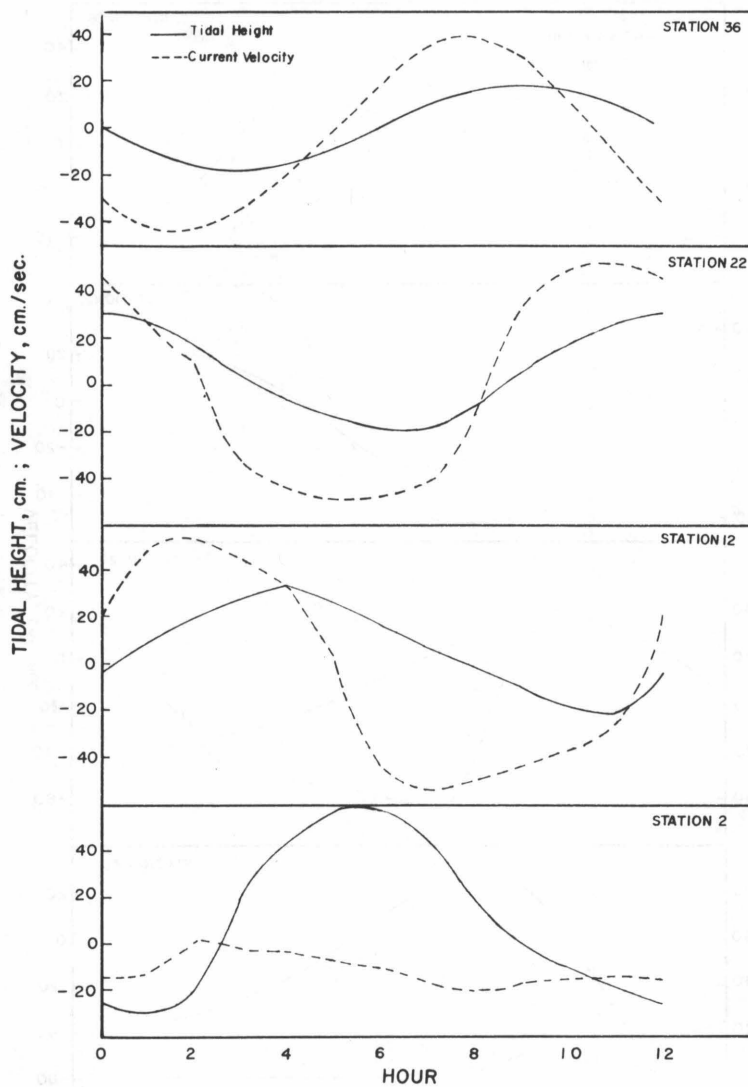 STATION 36
Tidal Height
Current Velocity
40
20
0
-20
-40
STATION 22
40
20
0
-20
-40
STATION 12
40
20
0
-20
-40
STATION 2
40
20
0
-20
0 2 4 6 8 10 12
HOUR
TIDAL HEIGHT, cm. ; VELOCITY, cm./sec.